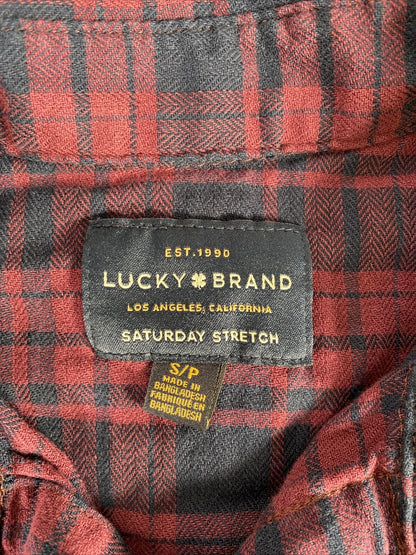 EST. 1990
LUCKY BRAND
LOS ANGELES, CALIFORNIA
SATURDAY STRETCH
S/P
MADE IN
BANGLADESH
FABRIQUÉ EN
BANGLADESH